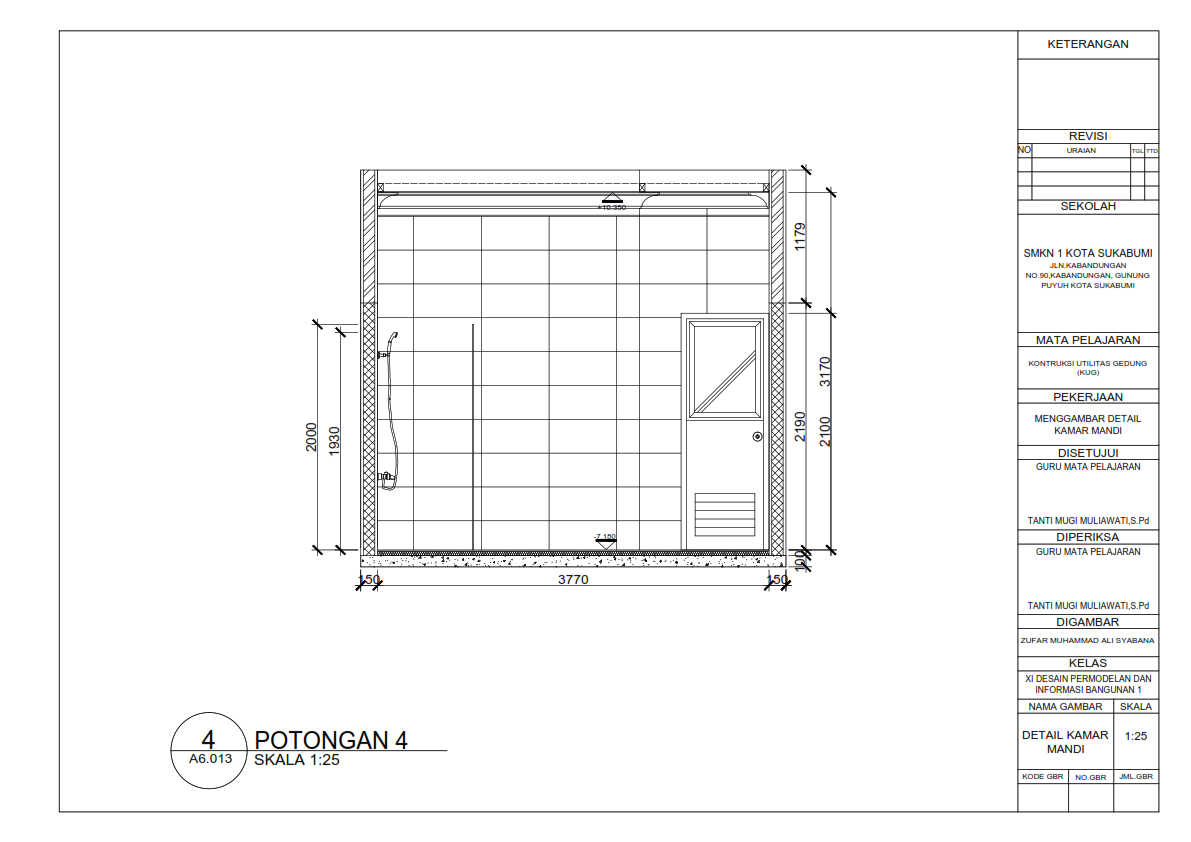 KETERANGAN
REVISI
NO URAIAN TGL TTD
SEKOLAH
SMKN 1 KOTA SUKABUMI
JLN.KABANDUNGAN
NO.90,KABANDUNGAN, GUNUNG
PUYUH KOTA SUKABUMI
MATA PELAJARAN
KONTRUKSI UTILITAS GEDUNG
(KUG)
PEKERJAAN
MENGGAMBAR DETAIL
KAMAR MANDI
DISETUJUI
GURU MATA PELAJARAN
TANTI MUGI MULIAWATI,S.Pd
DIPERIKSA
GURU MATA PELAJARAN
TANTI MUGI MULIAWATI,S.Pd
DIGAMBAR
ZUFAR MUHAMMAD ALI SYABANA
KELAS
XI DESAIN PERMODELAN DAN
INFORMASI BANGUNAN 1
NAMA GAMBAR SKALA
DETAIL KAMAR
MANDI
1:25
KODE GBR NO.GBR JML.GBR
+10.350
1179
3170
2190
2100
2000
1930
-7.150
100
150 3770 150
4
A6.013
POTONGAN 4
SKALA 1:25